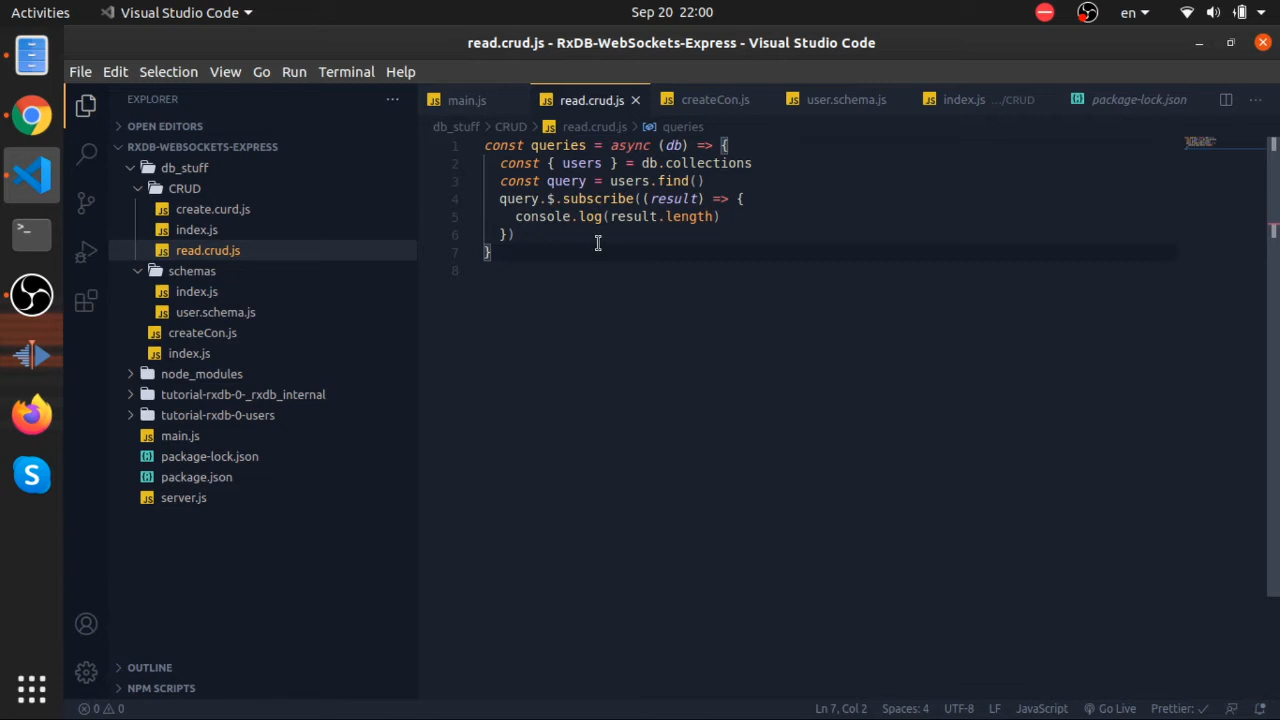 Activities Visual Studio Code Sep 20 22:00 en
read.crud.js - RxDB-WebSockets-Express - Visual Studio Code
File Edit Selection View Go Run Terminal Help
EXPLORER
OPEN EDITORS
RXDB-WEBSOCKETS-EXPRESS
db_stuff
CRUD
create.curd.js
index.js
read.crud.js
schemas
index.js
user.schema.js
createCon.js
index.js
node_modules
tutorial-rxdb-0-_rxdb_internal
tutorial-rxdb-0-users
main.js
package-lock.json
package.json
server.js
OUTLINE
NPM SCRIPTS
main.js read.crud.js createCon.js user.schema.js index.js .../CRUD package-lock.json
db_stuff > CRUD > read.crud.js > queries
1 const queries = async (db) => {
2 const { users } = db.collections
3 const query = users.find()
4 query.$.subscribe((result) => {
5 console.log(result.length)
6 })
7 }
8
0 0 Ln 7, Col 2 Spaces: 4 UTF-8 LF JavaScript Go Live Prettier: ✓